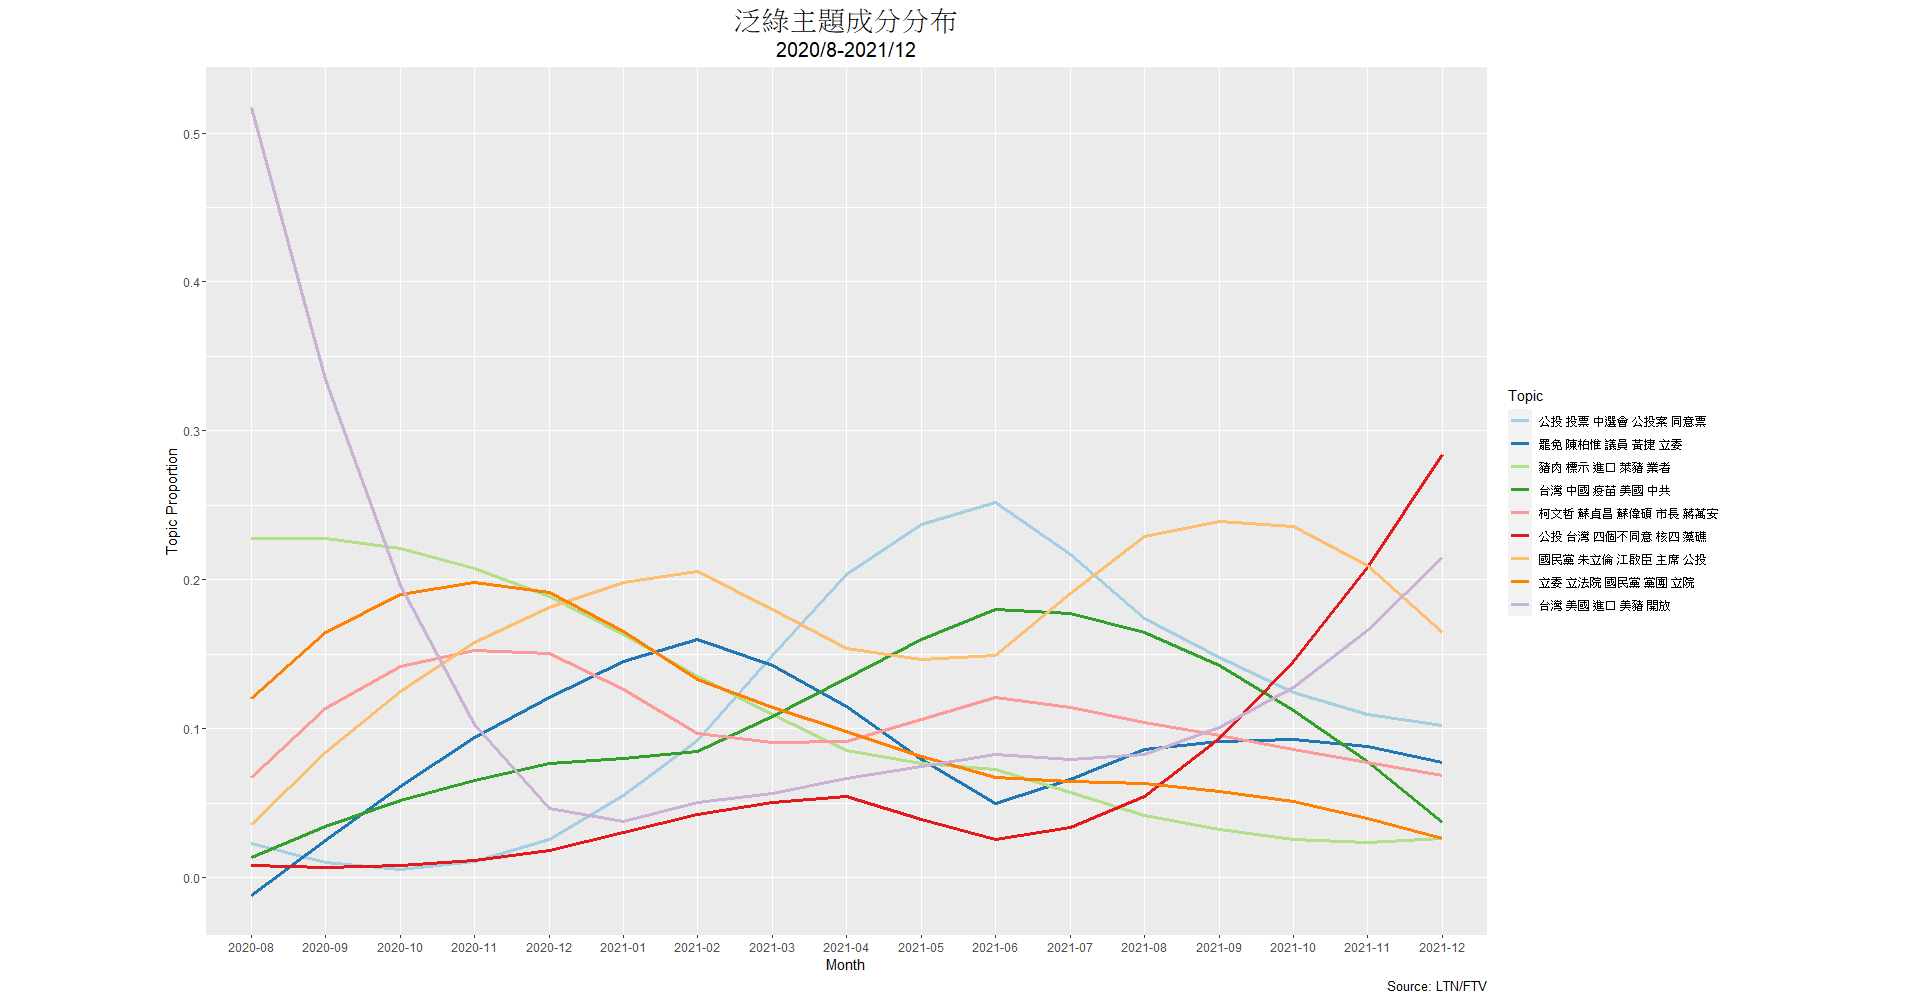 泛綠主題成分分布
2020/8-2021/12
Topic Proportion
0.5
0.4
0.3
0.2
0.1
0.0
2020-08 2020-09 2020-10 2020-11 2020-12 2021-01 2021-02 2021-03 2021-04 2021-05 2021-06 2021-07 2021-08 2021-09 2021-10 2021-11 2021-12
Month
Topic
公投 投票 中選會 公投案 同意票
罷免 陳柏惟 議員 黃捷 立委
豬肉 標示 進口 萊豬 業者
台灣 中國 疫苗 美國 中共
柯文哲 蘇貞昌 蘇偉碩 市長 蔣萬安
公投 台灣 四個不同意 核四 藻礁
國民黨 朱立倫 江啟臣 主席 公投
立委 立法院 國民黨 黨團 立院
台灣 美國 進口 美豬 開放
Source: LTN/FTV